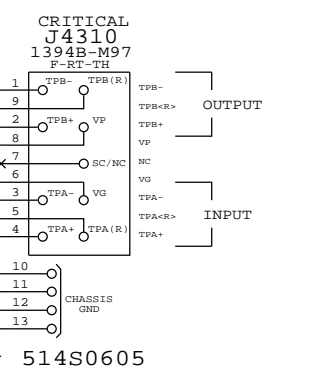 CRITICAL
J4310
1394B-M97
F-RT-TH
1 TPB- TPB(R) TPB-
9 TPB<R> OUTPUT
2 TPB+ VP TPB+
8 VP
7 SC/NC NC
6 VG
3 TPA- VG TPA-
5 TPA<R> INPUT
4 TPA+ TPA(R) TPA+
10
11
CHASSIS
12
GND
13
514S0605